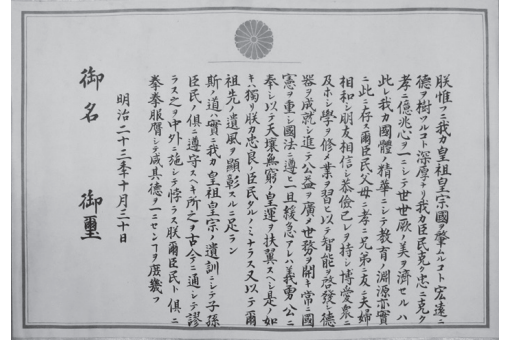 朕惟フニ我カ皇祖皇宗國ヲ肇ムルコト宏遠ニ
德ヲ樹ツルコト深厚ナリ我カ臣民克ク忠ニ克ク
孝ニ億兆心ヲ一ニシテ世世厥ノ美ヲ濟セルハ
此レ我カ國體ノ精華ニシテ教育ノ淵源亦實
ニ此ニ存ス爾臣民父母ニ孝ニ兄弟ニ友ニ夫婦
相和シ朋友相信シ恭儉己レヲ持シ博愛衆ニ
及ホシ學ヲ修メ業ヲ習ヒ以テ智能ヲ啓發シ德
器ヲ成就シ進テ公益ヲ廣メ世務ヲ開キ常ニ國
憲ヲ重シ國法ニ遵ヒ一旦緩急アレハ義勇公ニ
奉シ以テ天壤無窮ノ皇運ヲ扶翼スヘシ是ノ如
キハ獨リ朕カ忠良ノ臣民タルノミナラス又以テ爾
祖先ノ遺風ヲ顯彰スルニ足ラン
斯ノ道ハ實ニ我カ皇祖皇宗ノ遺訓ニシテ子孫
臣民ノ俱ニ遵守スヘキ所之ヲ古今ニ通シテ謬
ラス之ヲ中外ニ施シテ悖ラス朕爾臣民ト俱ニ
拳拳服膺シテ咸其德ヲ一ニセンヿヲ庶幾フ
明治二十三年十月三十日
御名 御璽